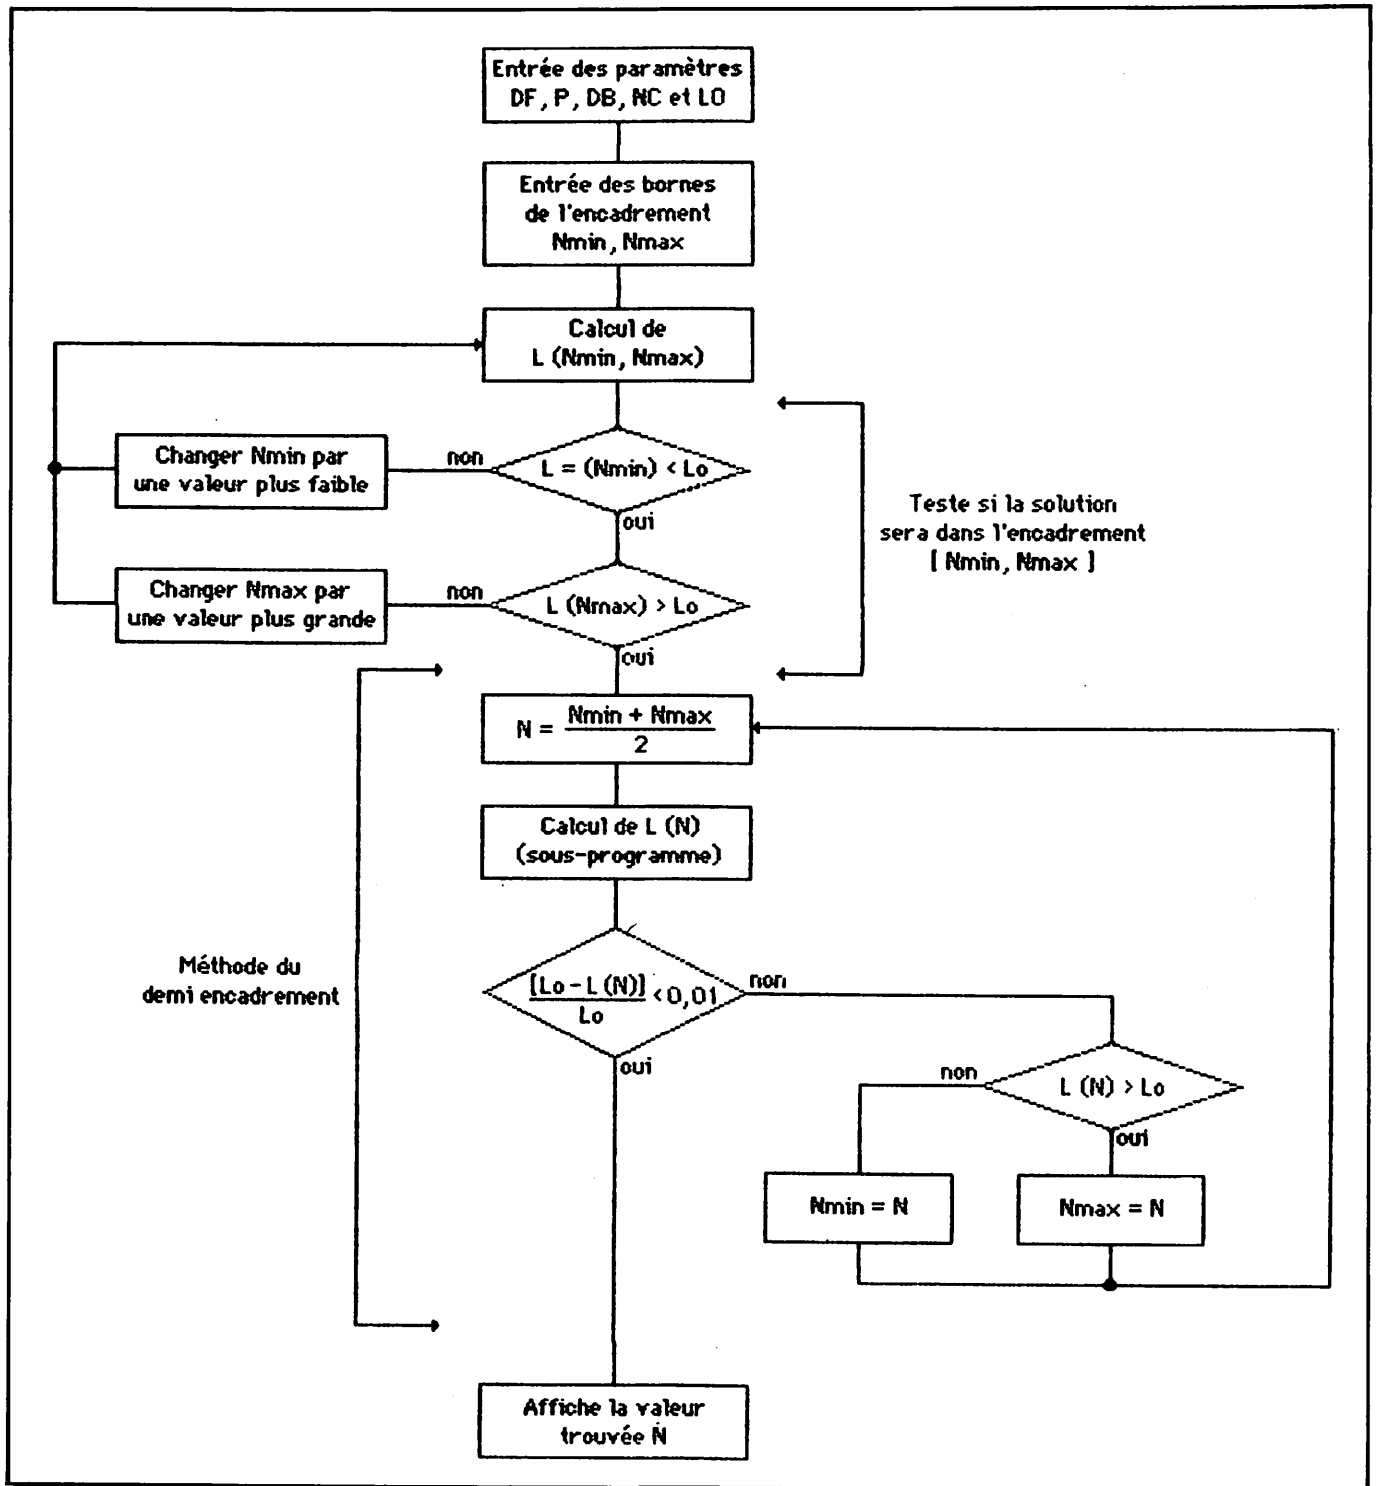 Entrée des paramètres
DF, P, DB, NC et LO
Entrée des bornes
de l'encadrement
Nmin, Nmax
Calcul de
L (Nmin, Nmax)
Changer Nmin par
une valeur plus faible
non
L = (Nmin) < Lo
oui
Teste si la solution
sera dans l'encadrement
[ Nmin, Nmax ]
Changer Nmax par
une valeur plus grande
non
L (Nmax) > Lo
oui
N = Nmin + Nmax
2
Calcul de L (N)
(sous-programme)
Méthode du
demi encadrement
[Lo - L (N)]
Lo
< 0,01
non
oui
non
L (N) > Lo
oui
Nmin = N
Nmax = N
Affiche la valeur
trouvée N